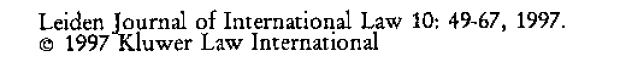 Leiden Journal of International Law 10: 49-67, 1997.
© 1997 Kluwer Law International